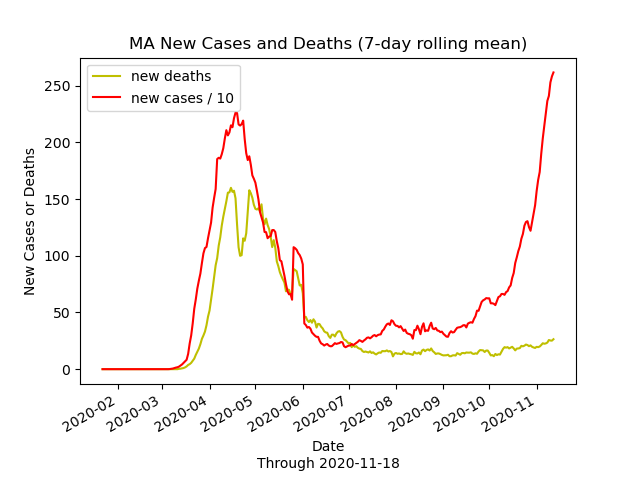 MA New Cases and Deaths (7-day rolling mean)
new deaths
new cases / 10
250
200
150
100
50
0
New Cases or Deaths
2020-02
2020-03
2020-04
2020-05
2020-06
2020-07
2020-08
2020-09
2020-10
2020-11
Date
Through 2020-11-18